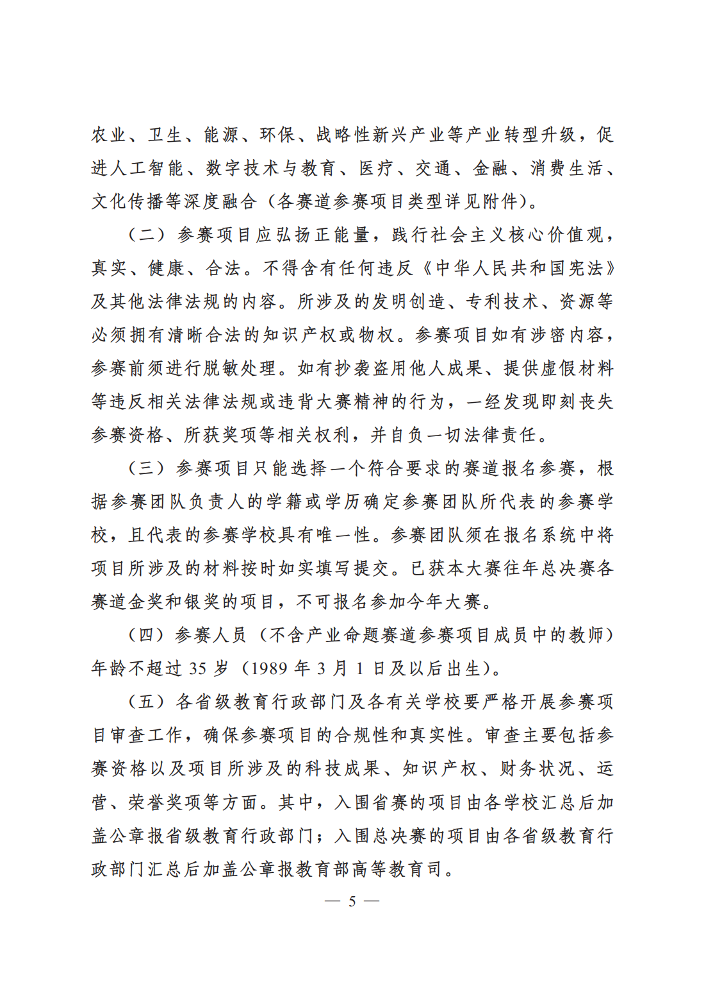 农业、卫生、能源、环保、战略性新兴产业等产业转型升级，促
进人工智能、数字技术与教育、医疗、交通、金融、消费生活、
文化传播等深度融合（各赛道参赛项目类型详见附件）。
（二）参赛项目应弘扬正能量，践行社会主义核心价值观，
真实、健康、合法。不得含有任何违反《中华人民共和国宪法》
及其他法律法规的内容。所涉及的发明创造、专利技术、资源等
必须拥有清晰合法的知识产权或物权。参赛项目如有涉密内容，
参赛前须进行脱敏处理。如有抄袭盗用他人成果、提供虚假材料
等违反相关法律法规或违背大赛精神的行为，一经发现即刻丧失
参赛资格、所获奖项等相关权利，并自负一切法律责任。
（三）参赛项目只能选择一个符合要求的赛道报名参赛，根
据参赛团队负责人的学籍或学历确定参赛团队所代表的参赛学
校，且代表的参赛学校具有唯一性。参赛团队须在报名系统中将
项目所涉及的材料按时如实填写提交。已获本大赛往年总决赛各
赛道金奖和银奖的项目，不可报名参加今年大赛。
（四）参赛人员（不含产业命题赛道参赛项目成员中的教师）
年龄不超过 35 岁（1989 年 3 月 1 日及以后出生）。
（五）各省级教育行政部门及各有关学校要严格开展参赛项
目审查工作，确保参赛项目的合规性和真实性。审查主要包括参
赛资格以及项目所涉及的科技成果、知识产权、财务状况、运
营、荣誉奖项等方面。其中，入围省赛的项目由各学校汇总后加
盖公章报省级教育行政部门；入围总决赛的项目由各省级教育行
政部门汇总后加盖公章报教育部高等教育司。
— 5 —